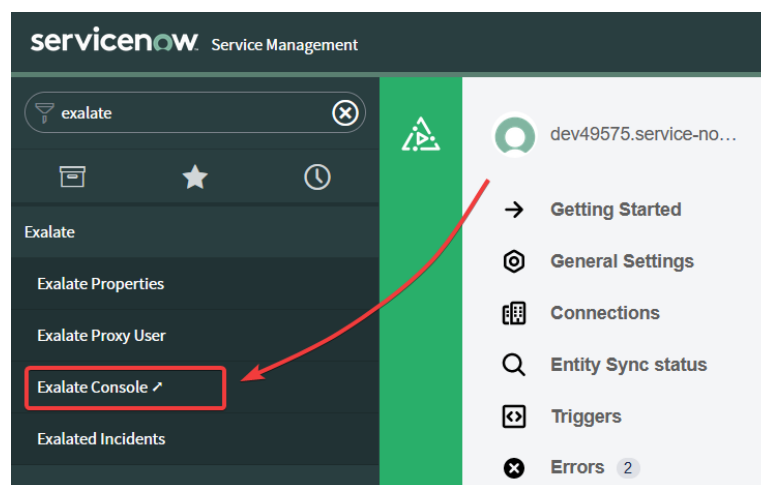 servicenow Service Management
exalate
Exalate
Exalate Properties
Exalate Proxy User
Exalate Console ↗
Exalated Incidents
dev49575.service-no...
Getting Started
General Settings
Connections
Entity Sync status
Triggers
Errors 2